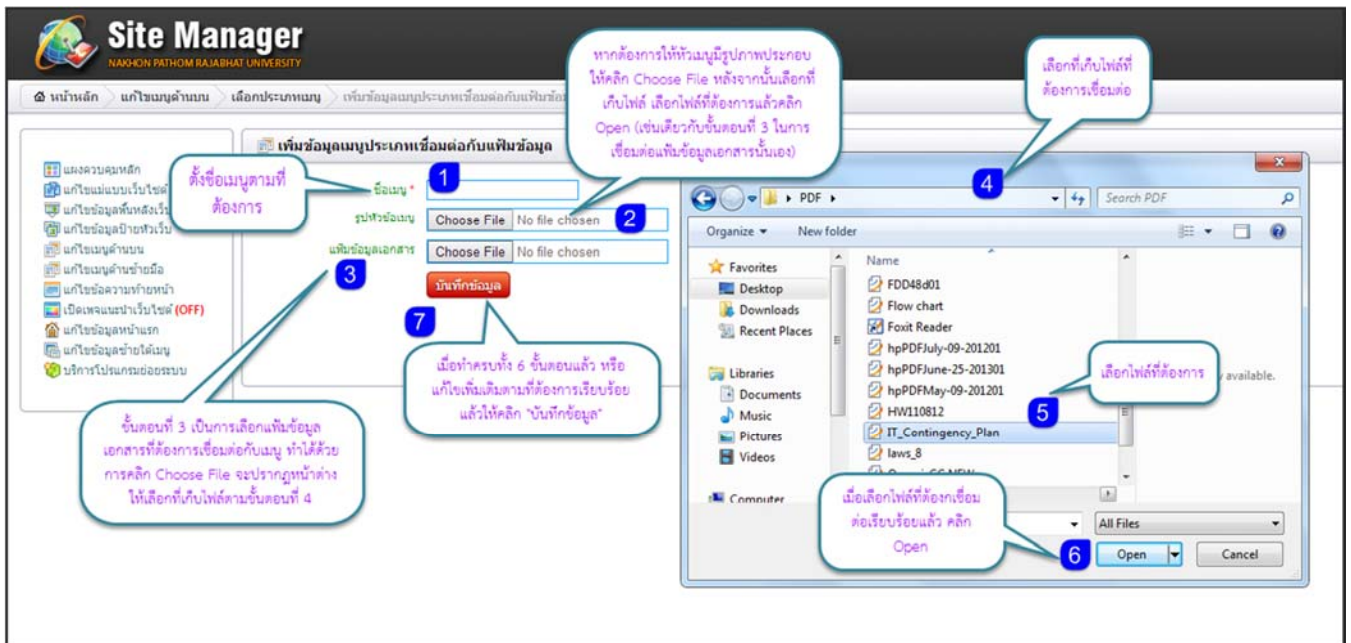 Site Manager
NAKHON PATHOM RAJABHAT UNIVERSITY
หน้าหลัก
แก้ไขเมนูด้านบน
เลือกประเภทเมนู
เพิ่มข้อมูลเมนูประเภทเชื่อมต่อกับแฟ้มข้อ
หากต้องการให้หัวเมนูมีรูปภาพประกอบ
ให้คลิก Choose File หลังจากนั้นเลือกที่
เก็บไฟล์ เลือกไฟล์ที่ต้องการแล้วคลิก
Open (เช่นเดียวกับขั้นตอนที่ 3 ในการ
เชื่อมต่อแฟ้มข้อมูลเอกสารนั้นเอง)
เลือกที่เก็บไฟล์ที่
ต้องการเชื่อมต่อ
แผงควบคุมหลัก
แก้ไขแม่แบบเว็บไซต์
แก้ไขข้อมูลพื้นหลังเว็บ
แก้ไขข้อมูลป้ายหัวเว็บ
แก้ไขเมนูด้านบน
แก้ไขเมนูด้านซ้ายมือ
แก้ไขข้อความท้ายหน้า
เปิดเพจแนะนำเว็บไซต์ (OFF)
แก้ไขข้อมูลหน้าแรก
แก้ไขข้อมูลซ้ายใต้เมนู
บริการโปรแกรมย่อยระบบ
ตั้งชื่อเมนูตามที่
ต้องการ
เพิ่มข้อมูลเมนูประเภทเชื่อมต่อกับแฟ้มข้อมูล
ชื่อเมนู *
1
รูปหัวข้อเมนู
Choose File No file chosen
2
แฟ้มข้อมูลเอกสาร
Choose File No file chosen
3
บันทึกข้อมูล
7
เมื่อทำครบทั้ง 6 ขั้นตอนแล้ว หรือ
แก้ไขเพิ่มเติมตามที่ต้องการเรียบร้อย
แล้วให้คลิก "บันทึกข้อมูล"
ขั้นตอนที่ 3 เป็นการเลือกแฟ้มข้อมูล
เอกสารที่ต้องการเชื่อมต่อกับเมนู ทำได้ด้วย
การคลิก Choose File จะปรากฏหน้าต่าง
ให้เลือกที่เก็บไฟล์ตามขั้นตอนที่ 4
4
PDF
Search PDF
Organize
New folder
Favorites
Desktop
Downloads
Recent Places
Libraries
Documents
Music
Pictures
Videos
Computer
Name
FDD48d01
Flow chart
Foxit Reader
hpPDFJuly-09-201201
hpPDFJune-25-201301
hpPDFMay-09-201201
HW110812
IT_Contingency_Plan
laws_8
เลือกไฟล์ที่ต้องการ
5
available.
เมื่อเลือกไฟล์ที่ต้องกเชื่อม
ต่อเรียบร้อยแล้ว คลิก
Open
All Files
6
Open
Cancel